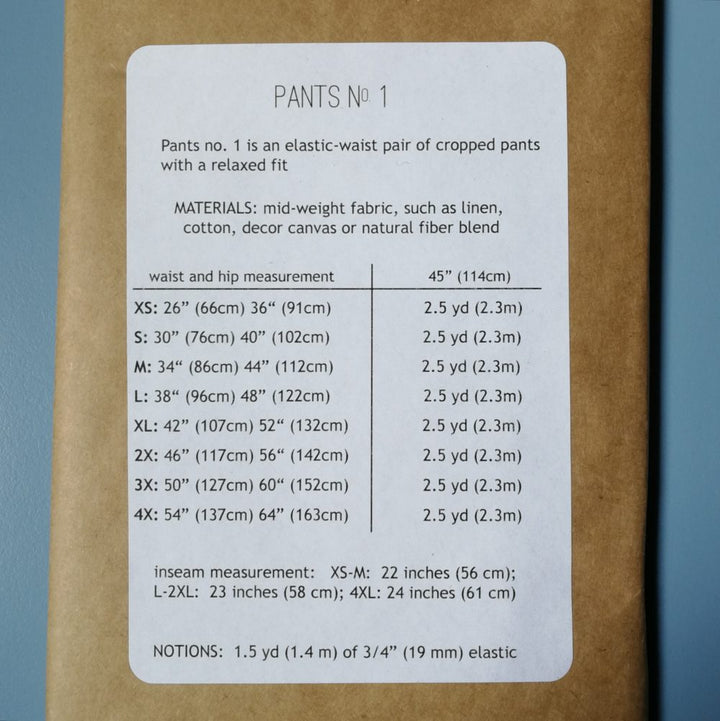 PANTS No. 1
Pants no. 1 is an elastic-waist pair of cropped pants
with a relaxed fit
MATERIALS: mid-weight fabric, such as linen,
cotton, decor canvas or natural fiber blend
waist and hip measurement 45” (114cm)
XS: 26” (66cm) 36“ (91cm) 2.5 yd (2.3m)
S: 30” (76cm) 40” (102cm) 2.5 yd (2.3m)
M: 34“ (86cm) 44” (112cm) 2.5 yd (2.3m)
L: 38“ (96cm) 48” (122cm) 2.5 yd (2.3m)
XL: 42” (107cm) 52“ (132cm) 2.5 yd (2.3m)
2X: 46” (117cm) 56“ (142cm) 2.5 yd (2.3m)
3X: 50” (127cm) 60“ (152cm) 2.5 yd (2.3m)
4X: 54” (137cm) 64” (163cm) 2.5 yd (2.3m)
inseam measurement: XS-M: 22 inches (56 cm);
L-2XL: 23 inches (58 cm); 4XL: 24 inches (61 cm)
NOTIONS: 1.5 yd (1.4 m) of 3/4” (19 mm) elastic